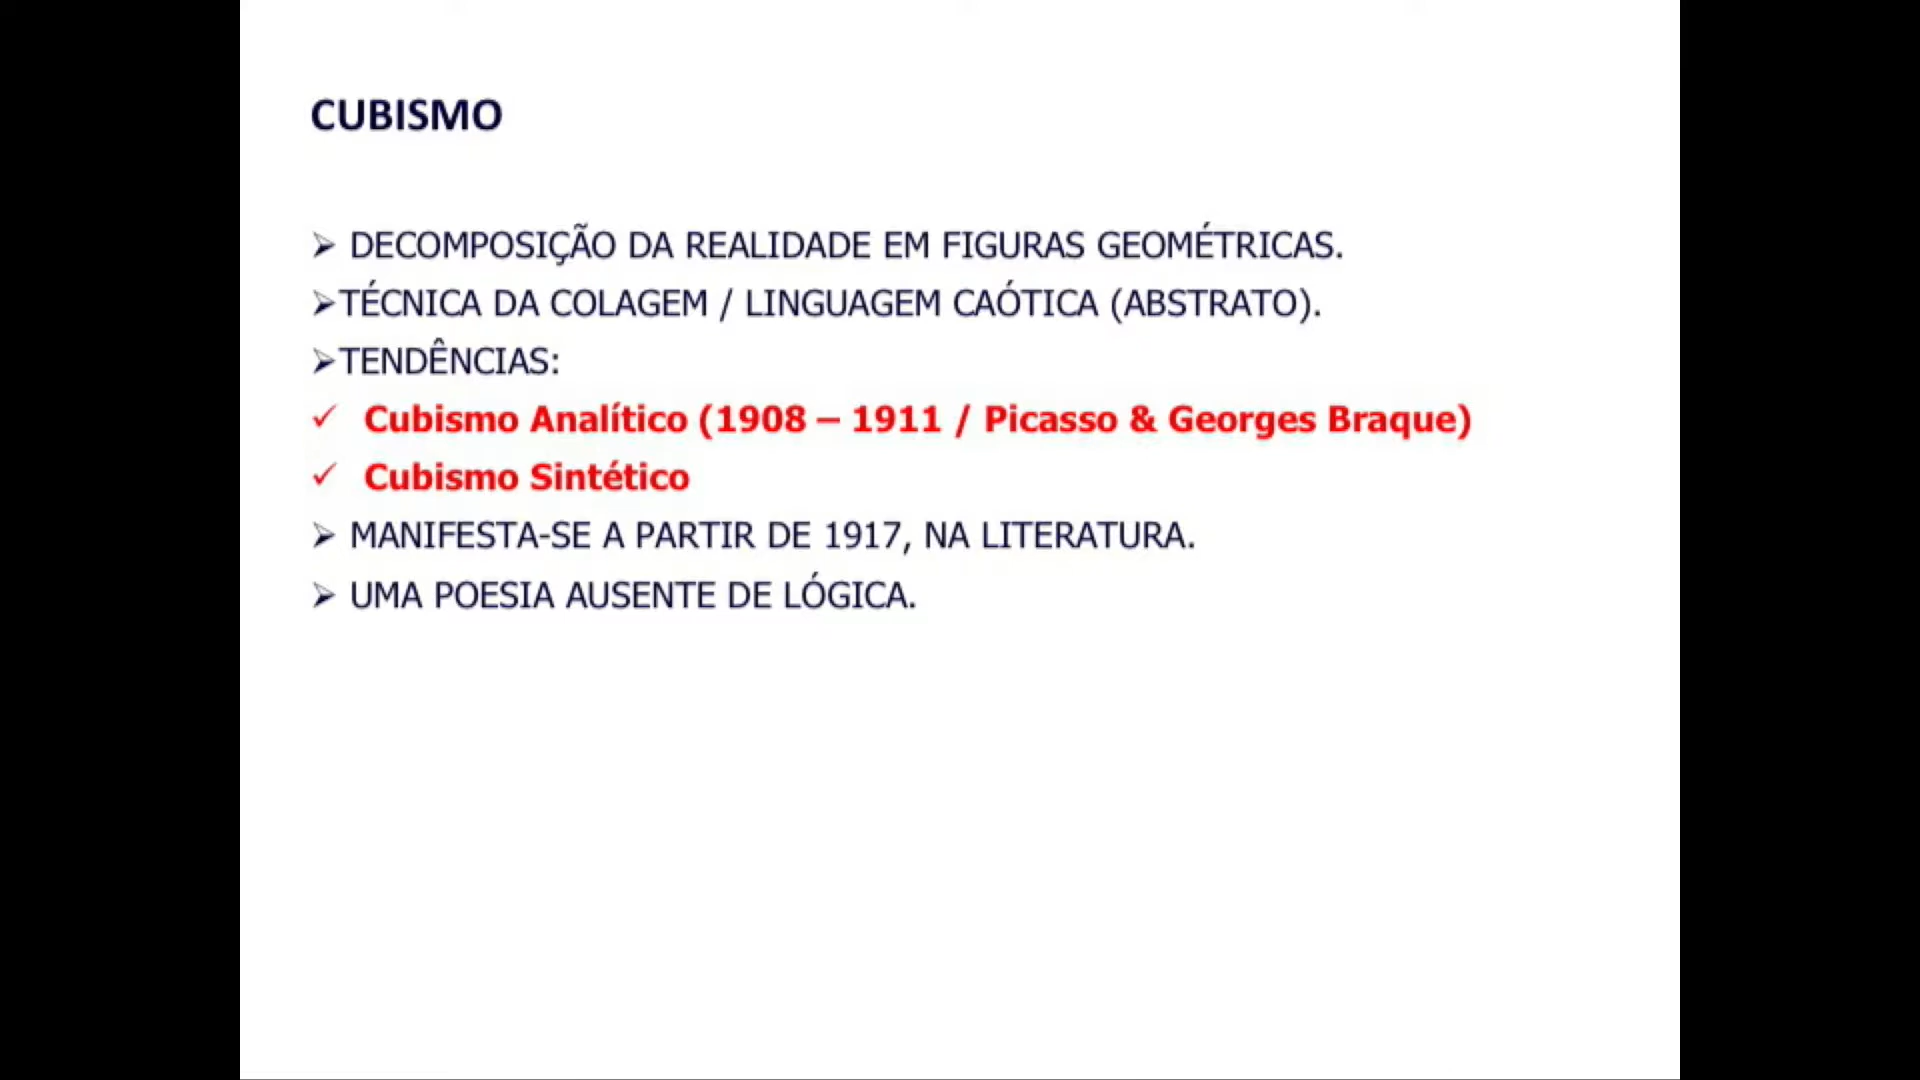 CUBISMO
➢ DECOMPOSIÇÃO DA REALIDADE EM FIGURAS GEOMÉTRICAS.
➢TÉCNICA DA COLAGEM / LINGUAGEM CAÓTICA (ABSTRATO).
➢TENDÊNCIAS:
✓ Cubismo Analítico (1908 – 1911 / Picasso & Georges Braque)
✓ Cubismo Sintético
➢ MANIFESTA-SE A PARTIR DE 1917, NA LITERATURA.
➢ UMA POESIA AUSENTE DE LÓGICA.